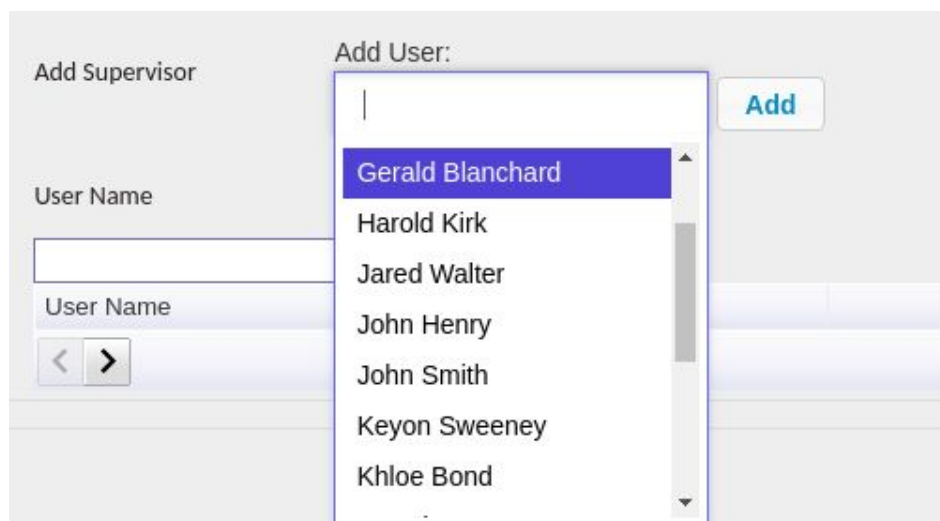 Add User:
Add Supervisor
Add
Gerald Blanchard
User Name
Harold Kirk
Jared Walter
User Name
John Henry
John Smith
Keyon Sweeney
Khloe Bond